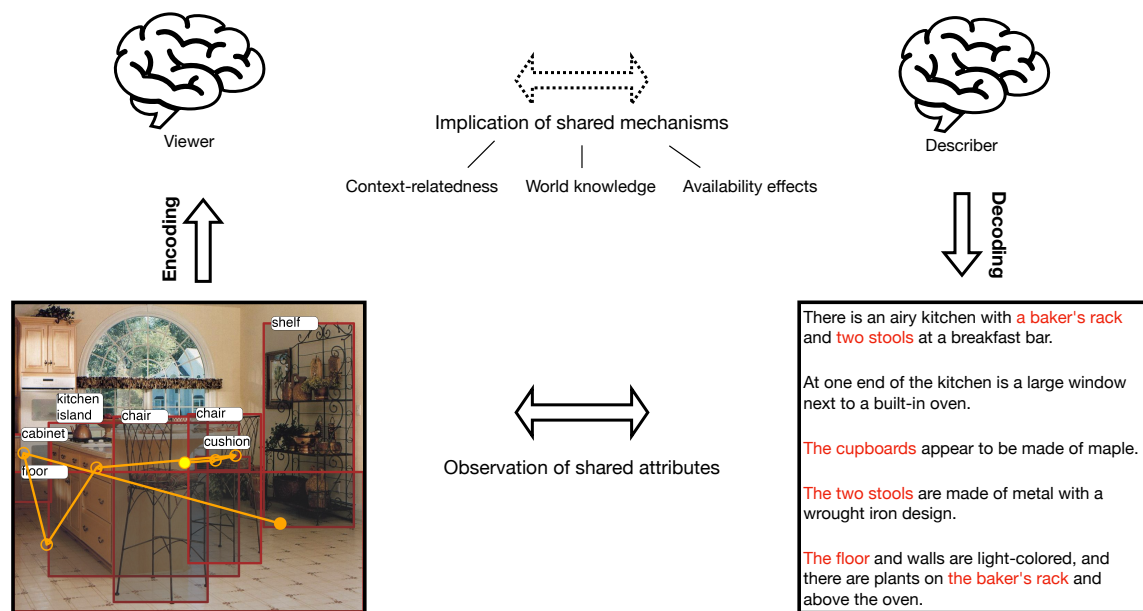 Viewer
Implication of shared mechanisms
Describer
Context-relatedness
World knowledge
Availability effects
Encoding
Decoding
shelf
kitchen
island
chair
chair
cabinet
cushion
floor
Observation of shared attributes
There is an airy kitchen with a baker's rack
and two stools at a breakfast bar.
At one end of the kitchen is a large window
next to a built-in oven.
The cupboards appear to be made of maple.
The two stools are made of metal with a
wrought iron design.
The floor and walls are light-colored, and
there are plants on the baker's rack and
above the oven.